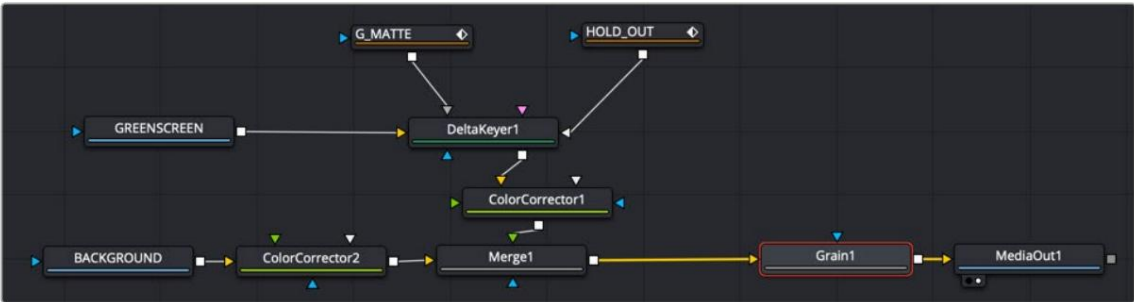 G_MATTE
HOLD_OUT
GREENSCREEN
DeltaKeyer1
ColorCorrector1
BACKGROUND
ColorCorrector2
Merge1
Grain1
MediaOut1